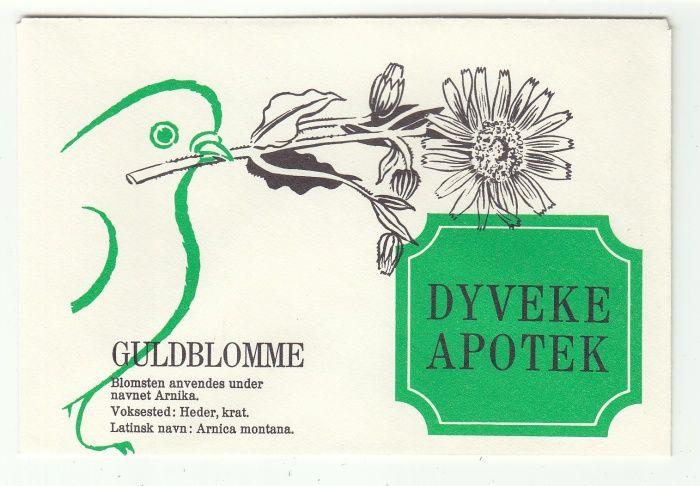 GULDBLOMME
Blomsten anvendes under
navnet Arnika.
Voksested: Heder, krat.
Latinsk navn: Arnica montana.
DYVEKE
APOTEK